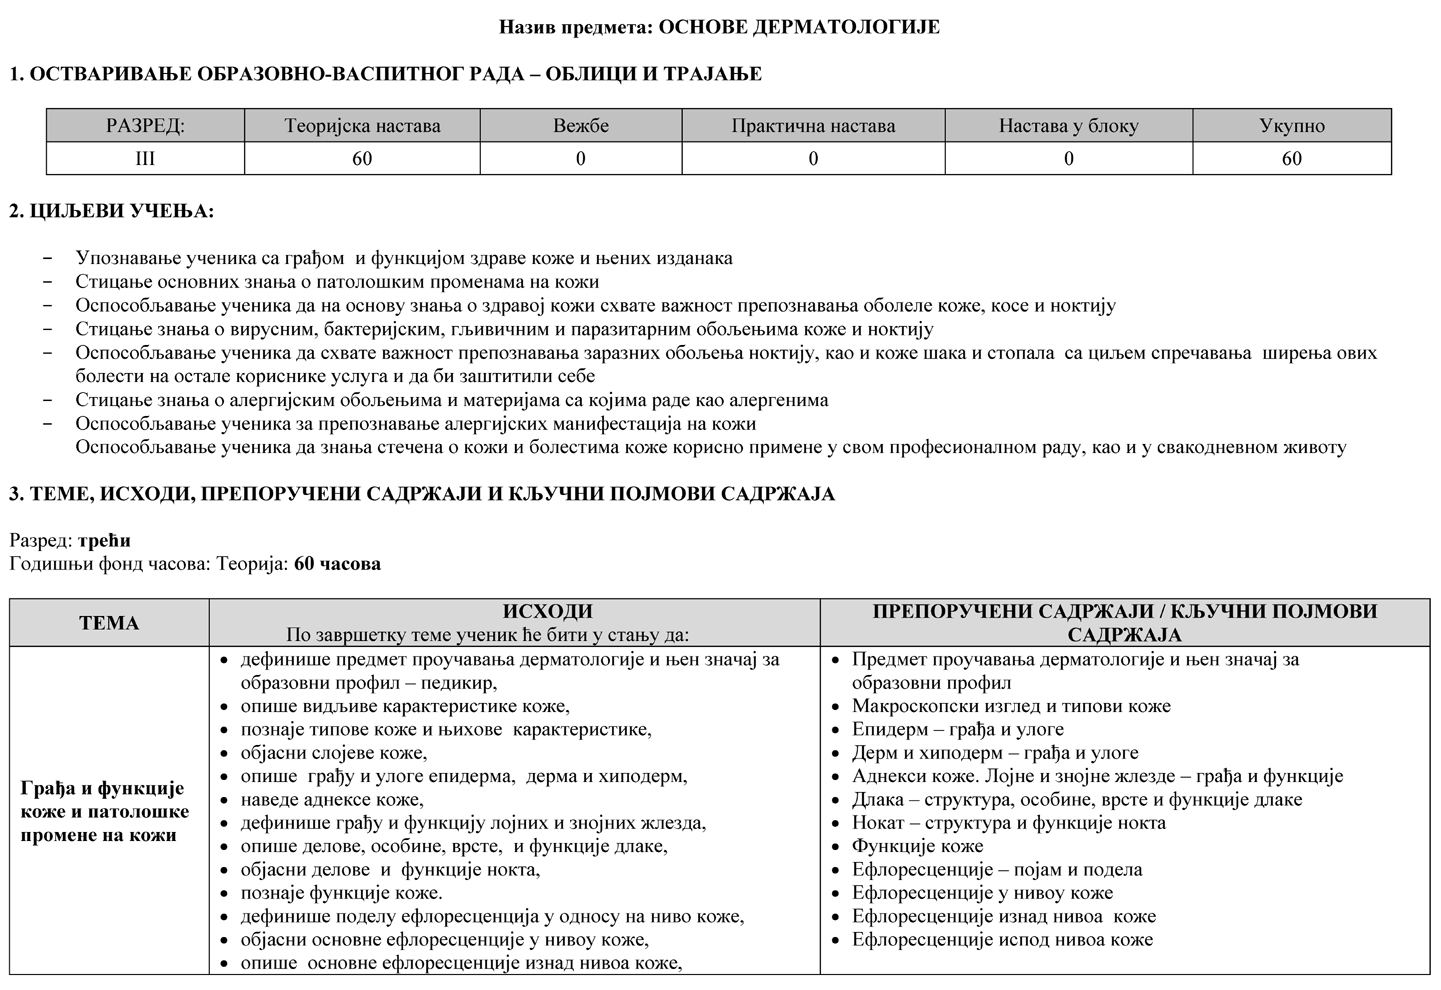 Назив предмета: ОСНОВЕ ДЕРМАТОЛОГИЈЕ
1. ОСТВАРИВАЊЕ ОБРАЗОВНО-ВАСПИТНОГ РАДА – ОБЛИЦИ И ТРАЈАЊЕ
РАЗРЕД: Теоријска настава Вежбе Практична настава Настава у блоку Укупно
III 60 0 0 0 60
2. ЦИЉЕВИ УЧЕЊА:
− Упознавање ученика са грађом и функцијом здраве коже и њених изданака
− Стицање основних знања о патолошким променама на кожи
− Оспособљавање ученика да на основу знања о здравој кожи схвате важност препознавања оболеле коже, косе и ноктију
− Стицање знања о вирусним, бактеријским, гљивичним и паразитарним обољењима коже и ноктију
− Оспособљавање ученика да схвате важност препознавања заразних обољења ноктију, као и коже шака и стопала са циљем спречавања ширења ових
болести на остале кориснике услуга и да би заштитили себе
− Стицање знања о алергијским обољењима и материјама са којима раде као алергенима
− Оспособљавање ученика за препознавање алергијских манифестација на кожи
Оспособљавање ученика да знања стечена о кожи и болестима коже корисно примене у свом професионалном раду, као и у свакодневном животу
3. ТЕМЕ, ИСХОДИ, ПРЕПОРУЧЕНИ САДРЖАЈИ И КЉУЧНИ ПОЈМОВИ САДРЖАЈА
Разред: трећи
Годишњи фонд часова: Теорија: 60 часова
ТЕМА
ИСХОДИ
По завршетку теме ученик ће бити у стању да:
ПРЕПОРУЧЕНИ САДРЖАЈИ / КЉУЧНИ ПОЈМОВИ
САДРЖАЈА
Грађа и функције
коже и патолошке
промене на кожи
• дефинише предмет проучавања дерматологије и њен значај за
образовни профил – педикир,
• опише видљиве карактеристике коже,
• познаје типове коже и њихове карактеристике,
• објасни слојеве коже,
• опише грађу и улоге епидерма, дерма и хиподерм,
• наведе аднексе коже,
• дефинише грађу и функцију лојних и знојних жлезда,
• опише делове, особине, врсте, и функције длаке,
• објасни делове и функције нокта,
• познаје функције коже.
• дефинише поделу ефлоресценција у односу на ниво коже,
• објасни основне ефлоресценције у нивоу коже,
• опише основне ефлоресценције изнад нивоа коже,
• Предмет проучавања дерматологије и њен значај за
образовни профил
• Макроскопски изглед и типови коже
• Епидерм – грађа и улоге
• Дерм и хиподерм – грађа и улоге
• Аднекси коже. Лојне и знојне жлезде – грађа и функције
• Длака – структура, особине, врсте и функције длаке
• Нокат – структура и функције нокта
• Функције коже
• Ефлоресценције – појам и подела
• Ефлоресценције у нивоу коже
• Ефлоресценције изнад нивоа коже
• Ефлоресценције испод нивоа коже